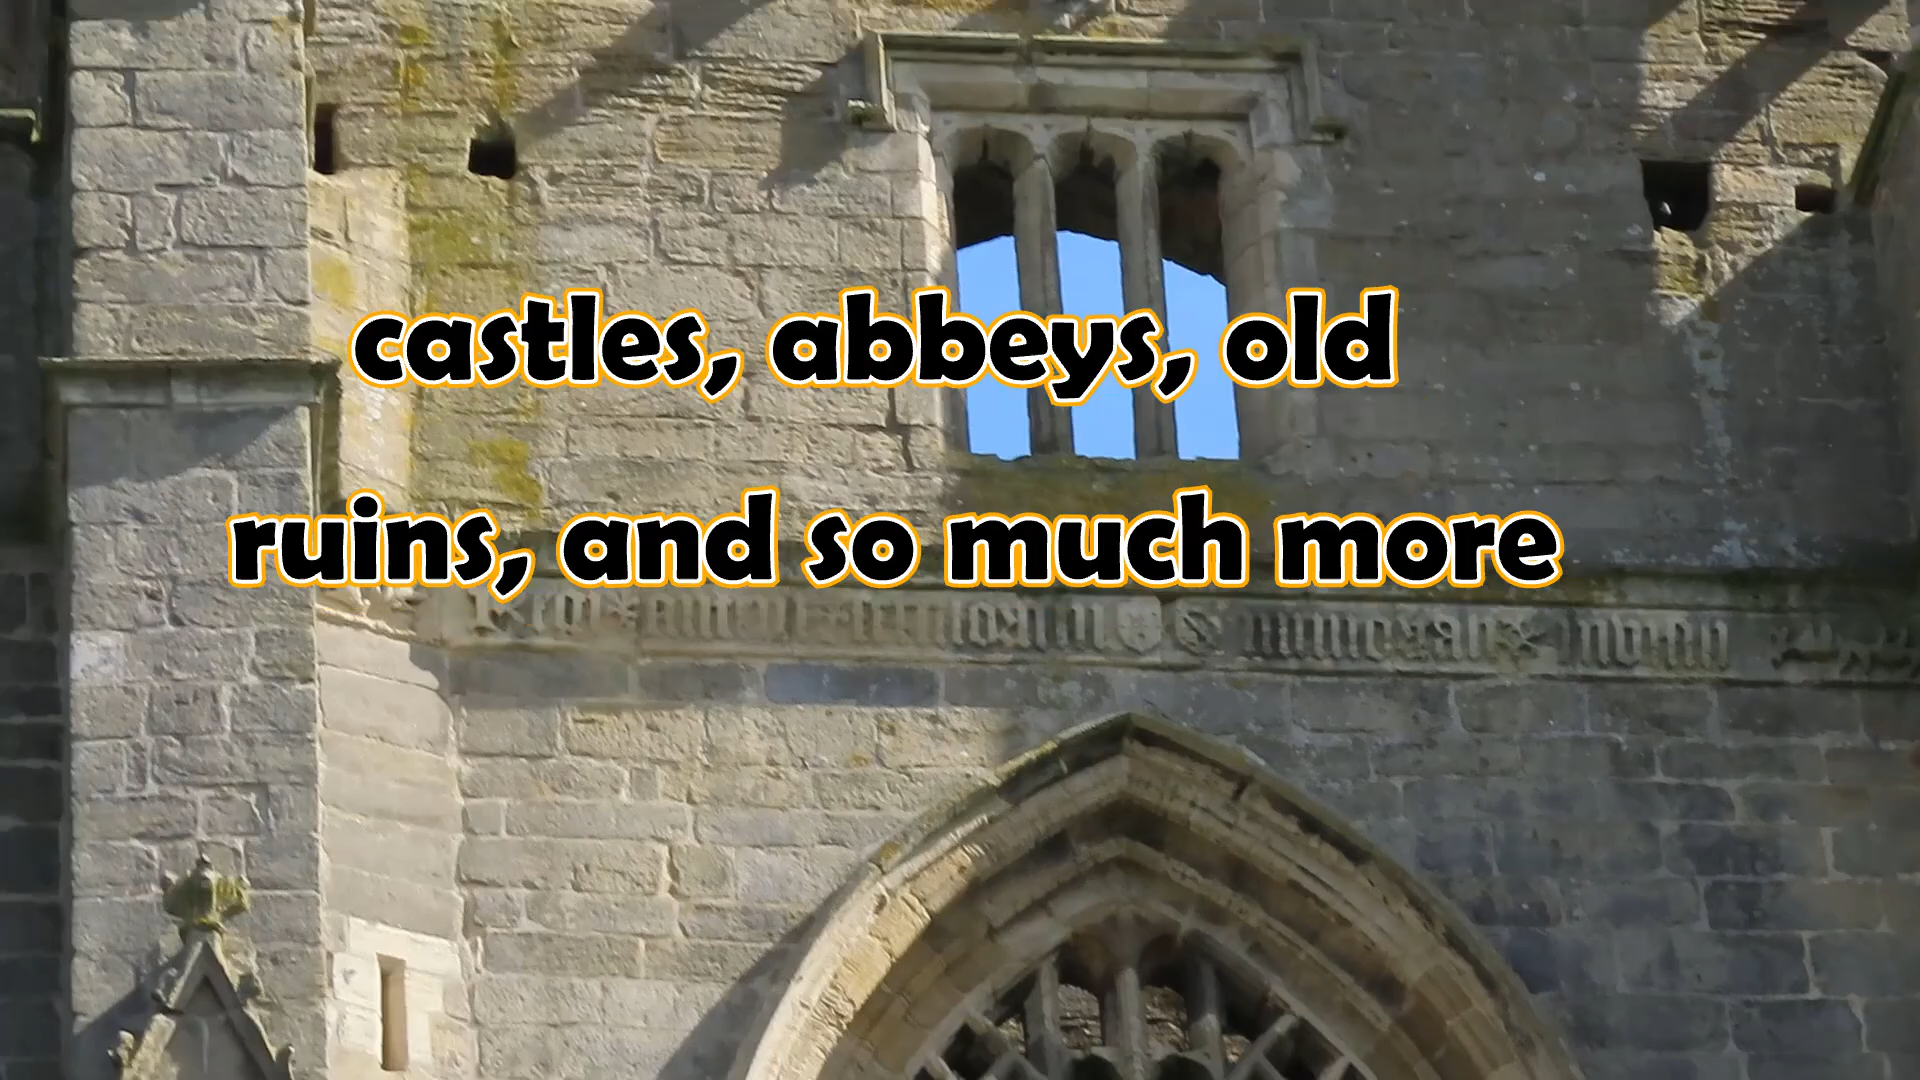 castles, abbeys, old
ruins, and so much more